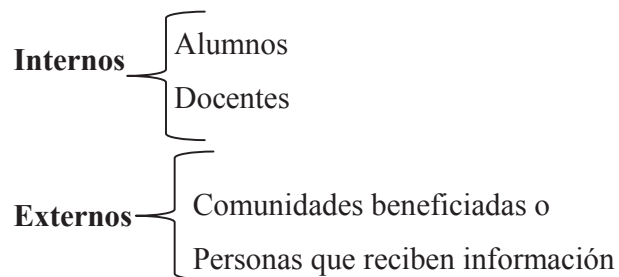 Internos
Alumnos
Docentes
Externos
Comunidades beneficiadas o
Personas que reciben información